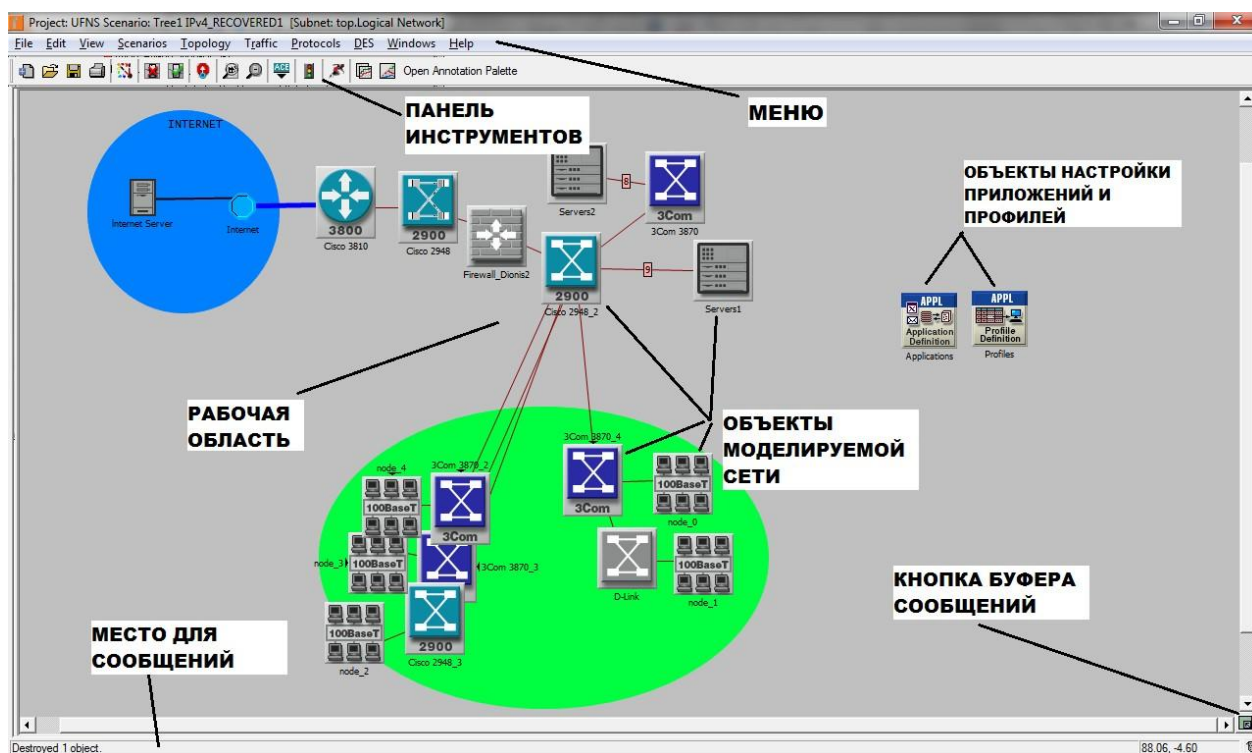 Project: UFNS Scenario: Tree1 IPv4_RECOVERED1 [Subnet: top.Logical Network]
File Edit View Scenarios Topology Traffic Protocols DES Windows Help
Open Annotation Palette
ПАНЕЛЬ
ИНСТРУМЕНТОВ
МЕНЮ
INTERNET
Internet Server
Internet
3800
Cisco 3810
2900
Cisco 2948
Firewall_Dionis2
Servers2
8
3Com
3Com 3870
2900
Cisco 2948_2
9
Servers1
ОБЪЕКТЫ НАСТРОЙКИ
ПРИЛОЖЕНИЙ И
ПРОФИЛЕЙ
APPL
Application
Definition
Applications
APPL
Profile
Definition
Profiles
РАБОЧАЯ
ОБЛАСТЬ
ОБЪЕКТЫ
МОДЕЛИРУЕМОЙ
СЕТИ
3Com 3870_4
3Com
100BaseT
node_0
D-Link
100BaseT
node_1
node_4
100BaseT
3Com 3870_2
3Com
node_3
100BaseT
3Com 3870_3
100BaseT
node_2
2900
Cisco 2948_3
МЕСТО ДЛЯ
СООБЩЕНИЙ
КНОПКА БУФЕРА
СООБЩЕНИЙ
Destroyed 1 object.
88.06, -4.60